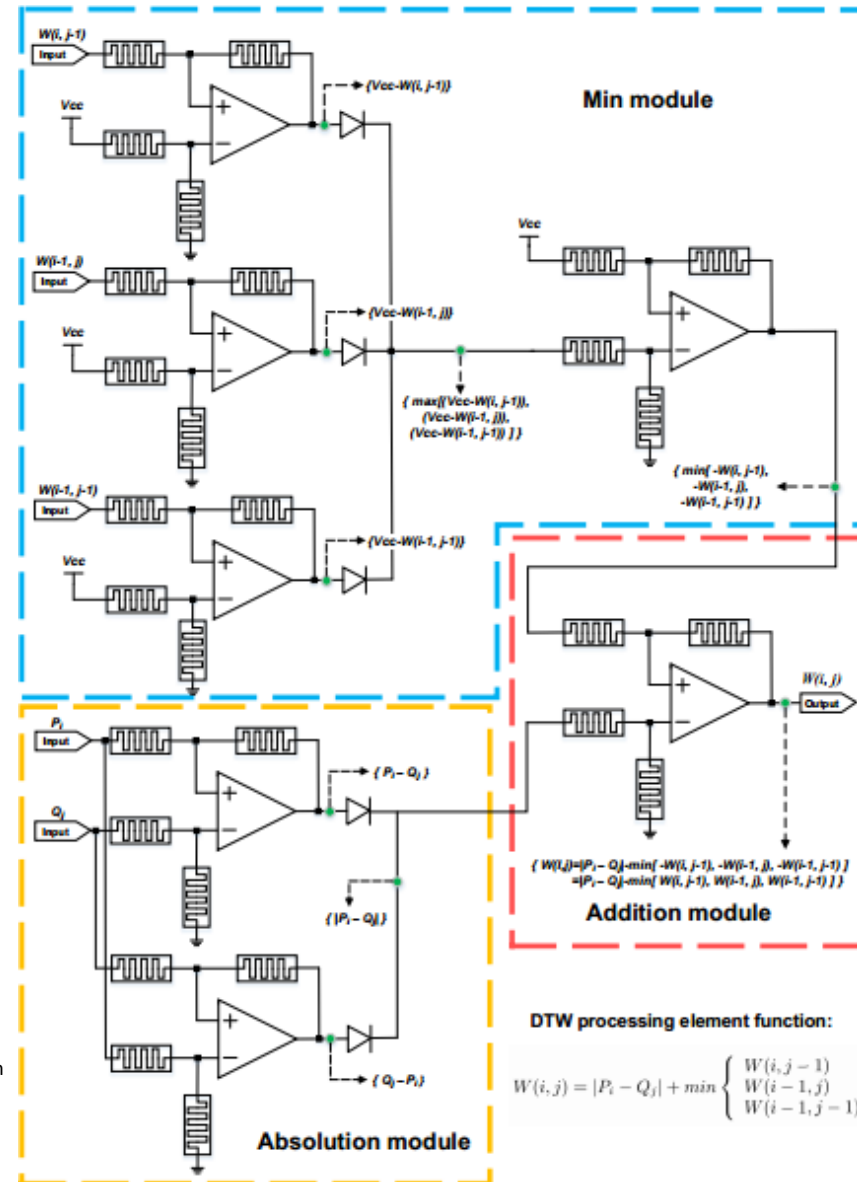 W(i, j-1)
Input
Vcc
{Vcc-W(i, j-1)}
Min module
W(i-1, j)
Input
Vcc
{Vcc-W(i-1, j)}
Vcc
{ max[(Vcc-W(i, j-1)),
(Vcc-W(i-1, j)),
(Vcc-W(i-1, j-1)) ] }
{ min[ -W(i, j-1),
-W(i-1, j),
-W(i-1, j-1) ] }
W(i-1, j-1)
Input
Vcc
{Vcc-W(i-1, j-1)}
W(i, j)
Output
{ W(i,j)=|Pi – Qj|-min[ -W(i, j-1), -W(i-1, j), -W(i-1, j-1) ]
=|Pi – Qj|-min[ W(i, j-1), W(i-1, j), W(i-1, j-1) ] }
Addition module
Pi
Input
{ Pi – Qj }
Qj
Input
{ |Pi – Qj| }
{ Qj – Pi }
Absolution module
n
DTW processing element function:
W(i, j) = |Pi − Qj| + min { W(i, j − 1)
W(i − 1, j)
W(i − 1, j − 1)